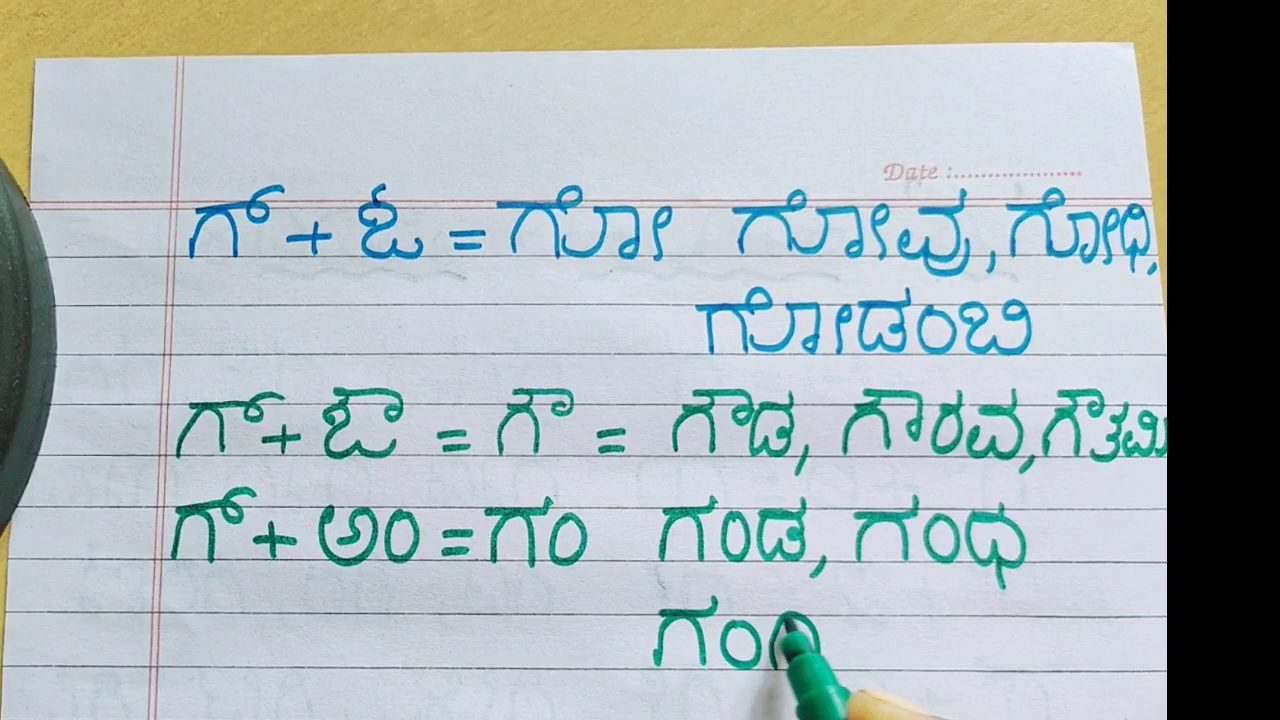 Date :...................
ಗ್ + ಓ = ಗೋ ಗೋವು, ಗೋಧಿ,
ಗೋಡಂಬಿ
ಗ್ + ಔ = ಗೌ = ಗೌಡ, ಗೌರವ, ಗೌತಮಿ
ಗ್ + ಅಂ = ಗಂ ಗಂಡ, ಗಂಧ